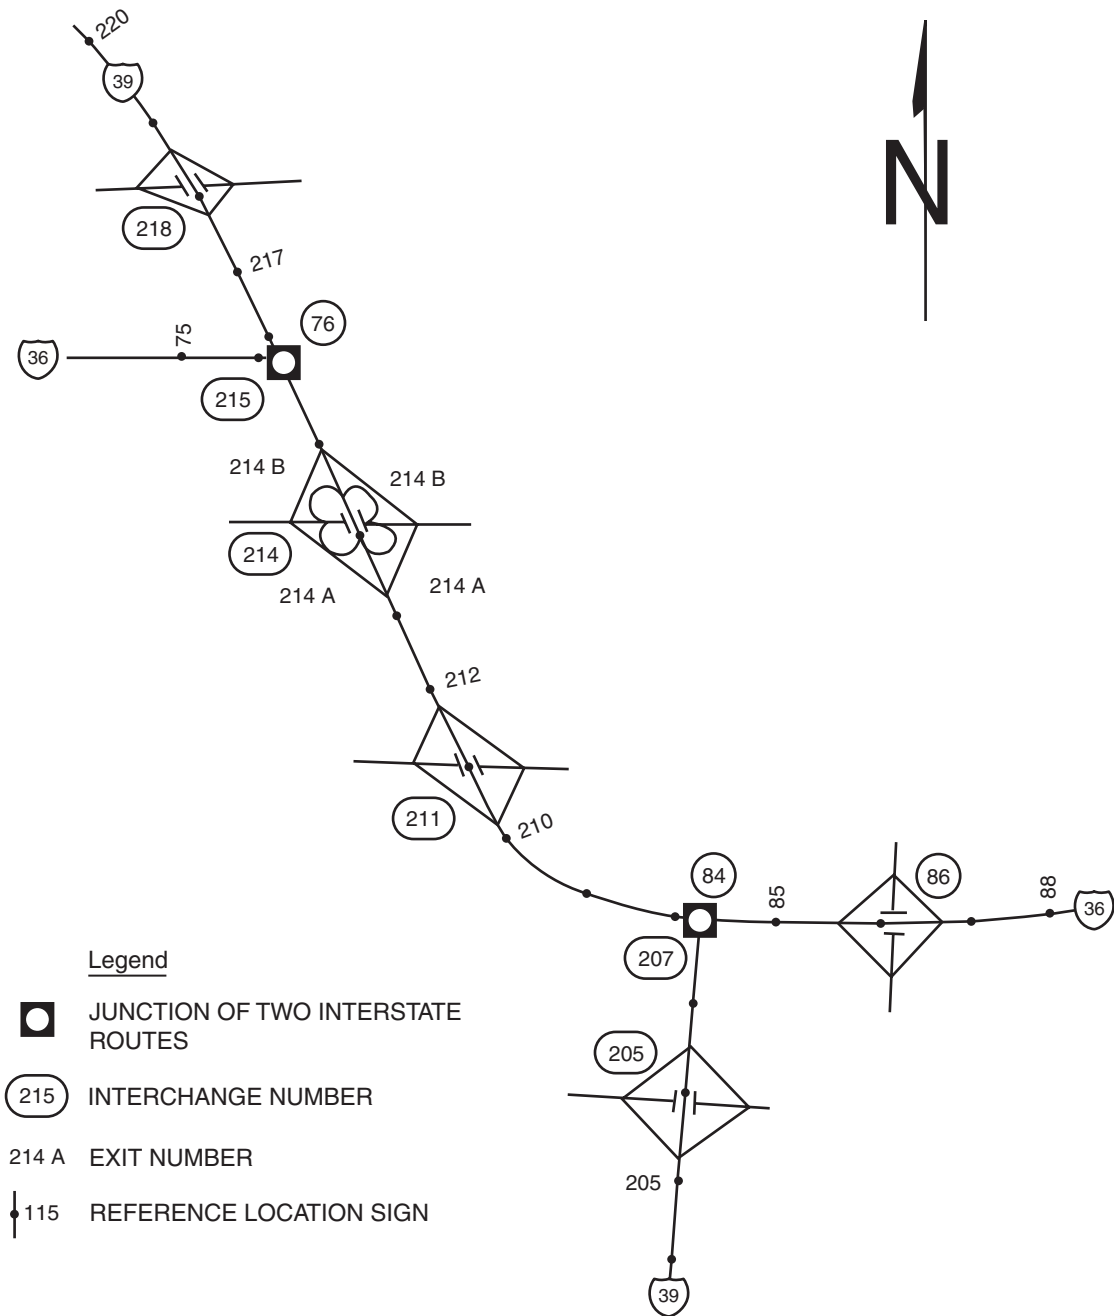 220
39
N
218
217
76
75
36
215
214 B
214 B
214
214 A
214 A
212
211
210
84
85
86
88
36
207
205
205
39
Legend
JUNCTION OF TWO INTERSTATE
ROUTES
215 INTERCHANGE NUMBER
214 A EXIT NUMBER
115 REFERENCE LOCATION SIGN